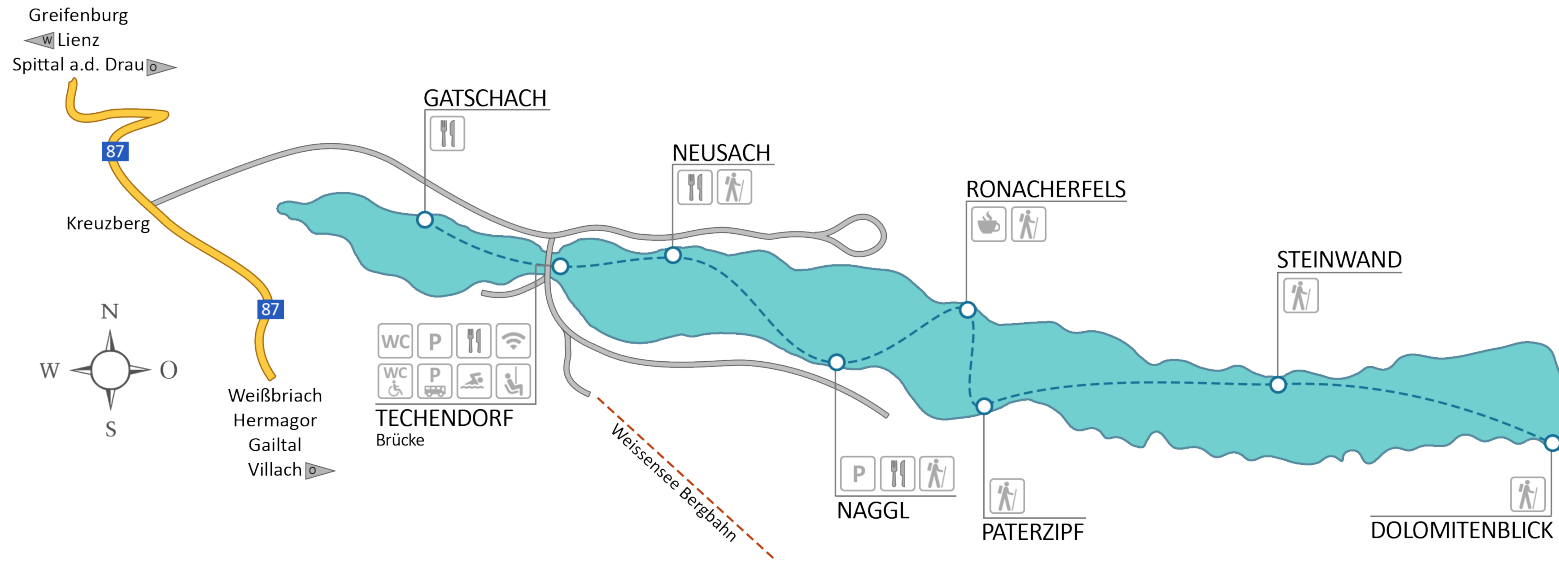 Greifenburg
W Lienz
Spittal a.d. Drau O
87
Kreuzberg
87
Weißbriach
Hermagor
Gailtal
Villach O
N
W O
S
GATSCHACH
NEUSACH
RONACHERFELS
STEINWAND
WC P
WC P
TECHENDORF
Brücke
Weissensee Bergbahn
P
NAGGL
PATERZIPF
DOLOMITENBLICK